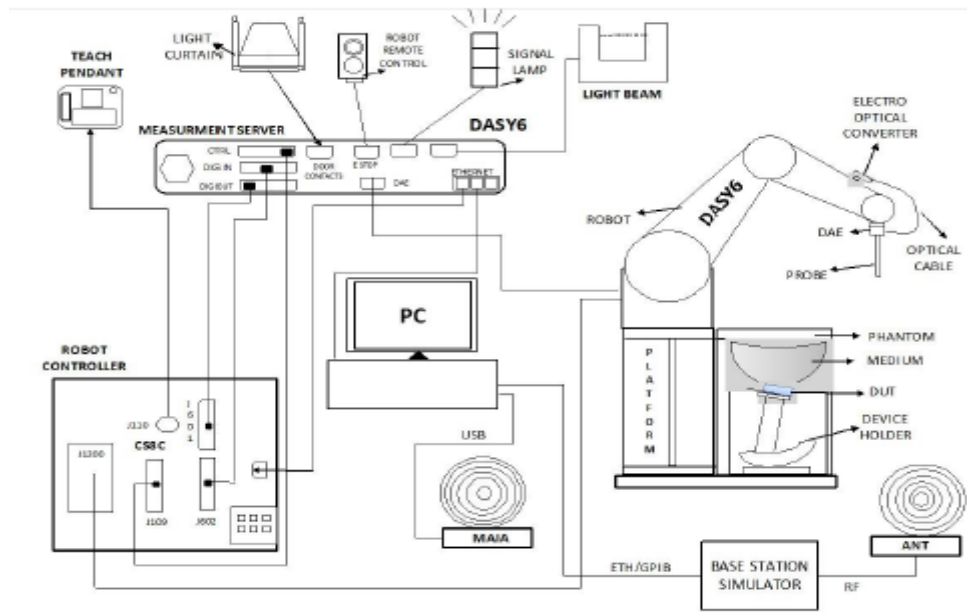 LIGHT
CURTAIN
ROBOT
REMOTE
CONTROL
SIGNAL
LAMP
LIGHT BEAM
TEACH
PENDANT
MEASURMENT SERVER
DASY6
CTRL
DIGI IN
DIGI OUT
DOOR
CONTACTS
E STOP
DAE
ETHERNET
ELECTRO
OPTICAL
CONVERTER
ROBOT
DASY6
DAE
PROBE
OPTICAL
CABLE
PC
PLATFORM
PHANTOM
MEDIUM
DUT
DEVICE
HOLDER
ROBOT
CONTROLLER
CS8C
J1200
J109
J602
USB
MAIA
ANT
ETH/GPIB
BASE STATION
SIMULATOR
RF